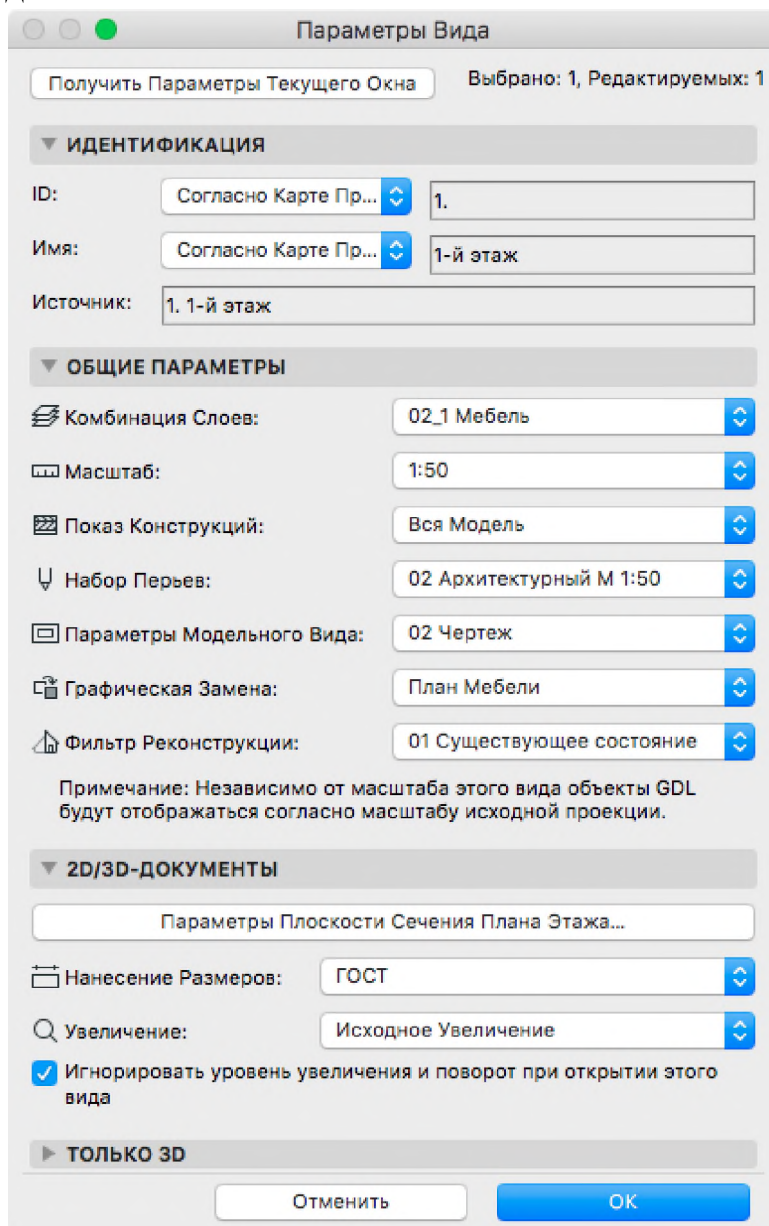 Параметры Вида
Получить Параметры Текущего Окна
Выбрано: 1, Редактируемых: 1
ИДЕНТИФИКАЦИЯ
ID: Согласно Карте Пр... 1.
Имя: Согласно Карте Пр... 1-й этаж
Источник: 1. 1-й этаж
ОБЩИЕ ПАРАМЕТРЫ
Комбинация Слоев: 02_1 Мебель
Масштаб: 1:50
Показ Конструкций: Вся Модель
Набор Перьев: 02 Архитектурный М 1:50
Параметры Модельного Вида: 02 Чертеж
Графическая Замена: План Мебели
Фильтр Реконструкции: 01 Существующее состояние
Примечание: Независимо от масштаба этого вида объекты GDL
будут отображаться согласно масштабу исходной проекции.
2D/3D-ДОКУМЕНТЫ
Параметры Плоскости Сечения Плана Этажа...
Нанесение Размеров: ГОСТ
Увеличение: Исходное Увеличение
Игнорировать уровень увеличения и поворот при открытии этого
вида
ТОЛЬКО 3D
Отменить
ОК